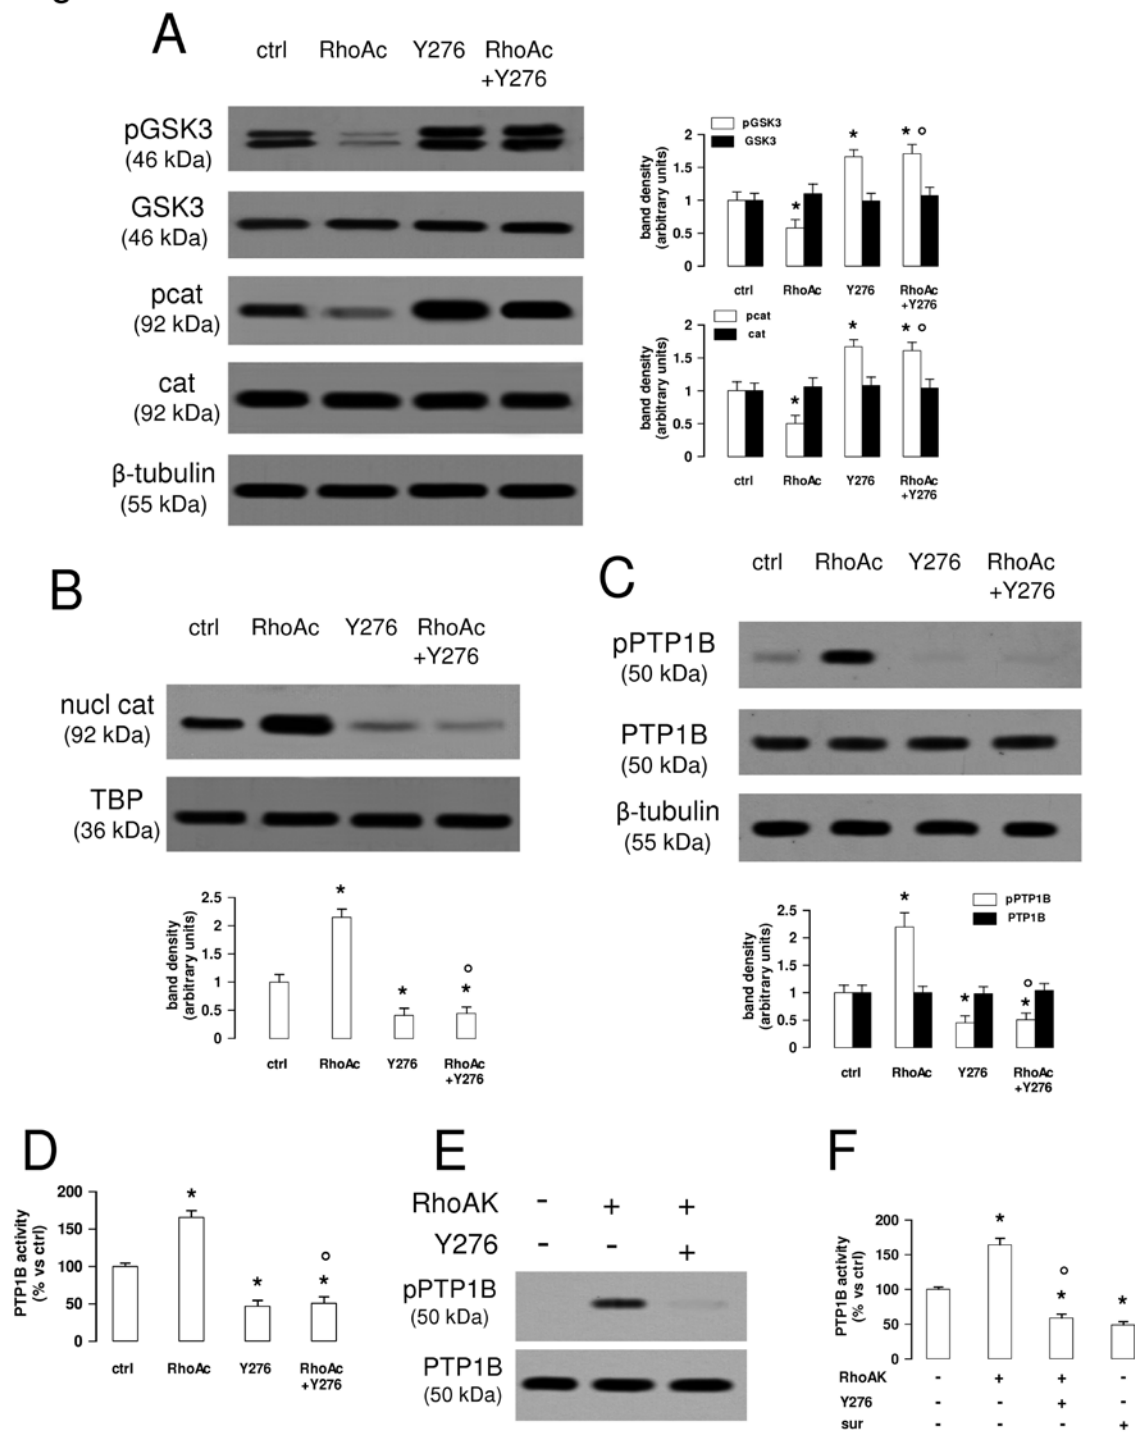 A
ctrl RhoAc Y276 RhoAc
+Y276
pGSK3
(46 kDa)
GSK3
(46 kDa)
pcat
(92 kDa)
cat
(92 kDa)
β-tubulin
(55 kDa)
pGSK3
GSK3
band density
(arbitrary units)
2
1.5
1
0.5
0
* * * °
ctrl RhoAc Y276 RhoAc
+Y276
pcat
cat
band density
(arbitrary units)
2
1.5
1
0.5
0
* * * °
ctrl RhoAc Y276 RhoAc
+Y276
B
ctrl RhoAc Y276 RhoAc
+Y276
nucl cat
(92 kDa)
TBP
(36 kDa)
band density
(arbitrary units)
2.5
2
1.5
1
0.5
0
* * ° *
ctrl RhoAc Y276 RhoAc
+Y276
C
ctrl RhoAc Y276 RhoAc
+Y276
pPTP1B
(50 kDa)
PTP1B
(50 kDa)
β-tubulin
(55 kDa)
pPTP1B
PTP1B
band density
(arbitrary units)
2.5
2
1.5
1
0.5
0
* * ° *
ctrl RhoAc Y276 RhoAc
+Y276
D
PTP1B activity
(% vs ctrl)
200
150
100
50
0
* * ° *
ctrl RhoAc Y276 RhoAc
+Y276
E
RhoAK - + +
Y276 - - +
pPTP1B
(50 kDa)
PTP1B
(50 kDa)
F
PTP1B activity
(% vs ctrl)
200
150
100
50
0
* ° * *
RhoAK - + + -
Y276 - - + -
sur - - - +